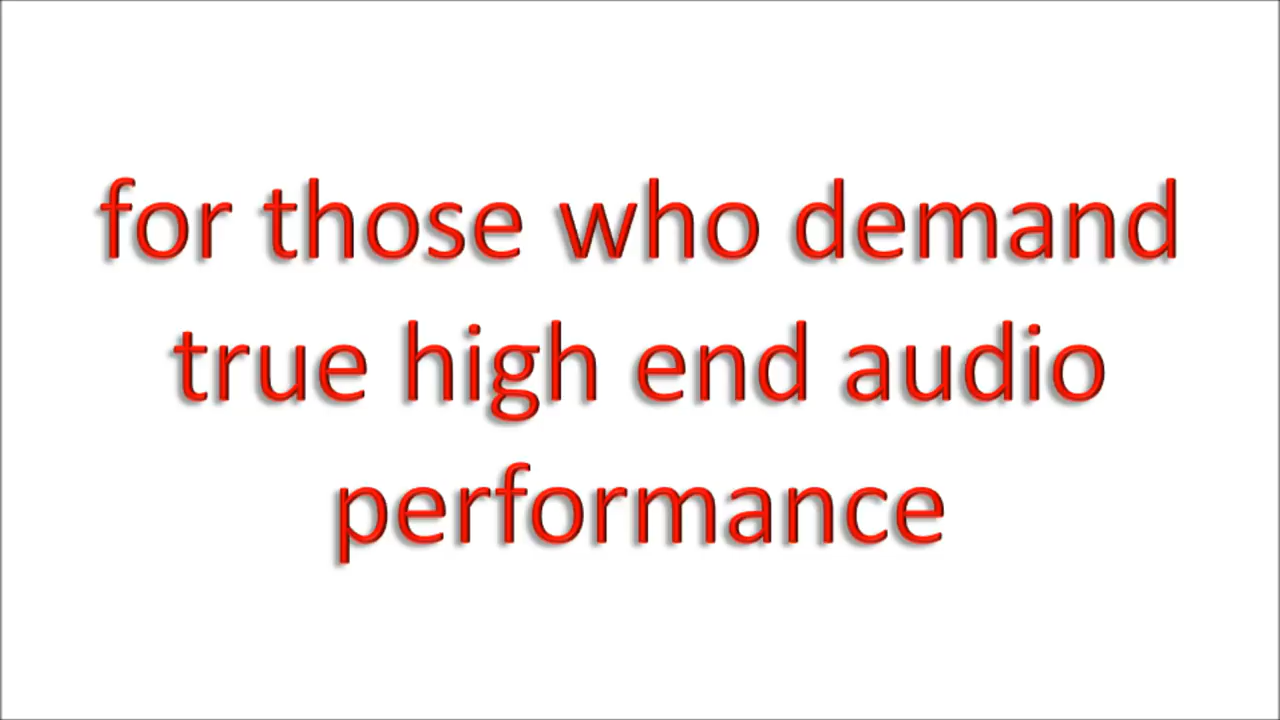 for those who demand
true high end audio
performance